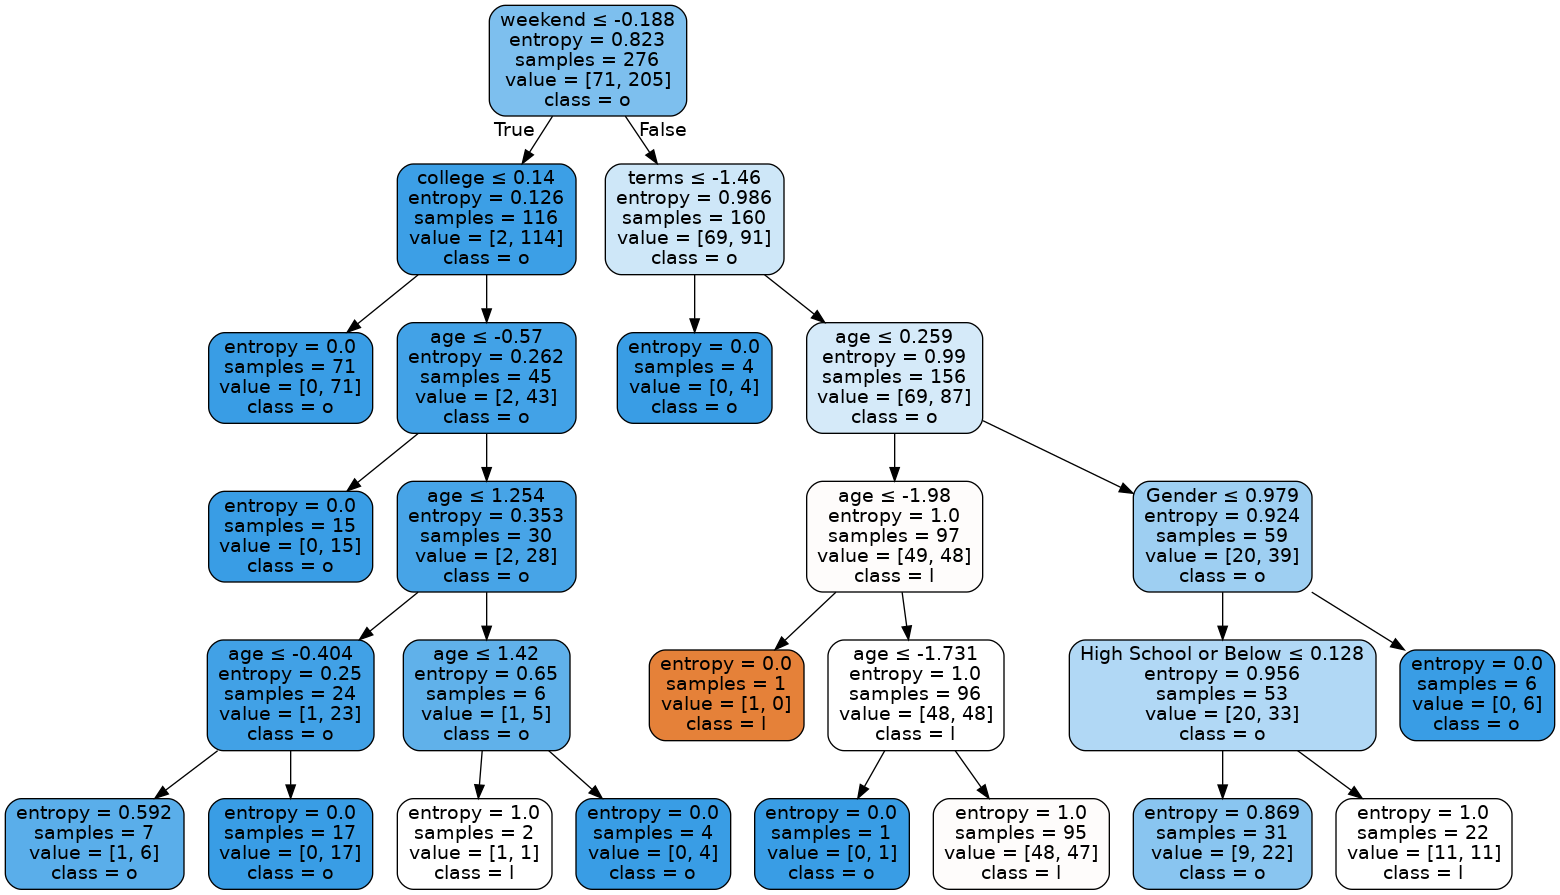 weekend ≤ -0.188
entropy = 0.823
samples = 276
value = [71, 205]
class = o
True
False
college ≤ 0.14
entropy = 0.126
samples = 116
value = [2, 114]
class = o
terms ≤ -1.46
entropy = 0.986
samples = 160
value = [69, 91]
class = o
entropy = 0.0
samples = 71
value = [0, 71]
class = o
age ≤ -0.57
entropy = 0.262
samples = 45
value = [2, 43]
class = o
entropy = 0.0
samples = 4
value = [0, 4]
class = o
age ≤ 0.259
entropy = 0.99
samples = 156
value = [69, 87]
class = o
entropy = 0.0
samples = 15
value = [0, 15]
class = o
age ≤ 1.254
entropy = 0.353
samples = 30
value = [2, 28]
class = o
age ≤ -1.98
entropy = 1.0
samples = 97
value = [49, 48]
class = l
Gender ≤ 0.979
entropy = 0.924
samples = 59
value = [20, 39]
class = o
age ≤ -0.404
entropy = 0.25
samples = 24
value = [1, 23]
class = o
age ≤ 1.42
entropy = 0.65
samples = 6
value = [1, 5]
class = o
entropy = 0.0
samples = 1
value = [1, 0]
class = l
age ≤ -1.731
entropy = 1.0
samples = 96
value = [48, 48]
class = l
High School or Below ≤ 0.128
entropy = 0.956
samples = 53
value = [20, 33]
class = o
entropy = 0.0
samples = 6
value = [0, 6]
class = o
entropy = 0.592
samples = 7
value = [1, 6]
class = o
entropy = 0.0
samples = 17
value = [0, 17]
class = o
entropy = 1.0
samples = 2
value = [1, 1]
class = l
entropy = 0.0
samples = 4
value = [0, 4]
class = o
entropy = 0.0
samples = 1
value = [0, 1]
class = o
entropy = 1.0
samples = 95
value = [48, 47]
class = l
entropy = 0.869
samples = 31
value = [9, 22]
class = o
entropy = 1.0
samples = 22
value = [11, 11]
class = l